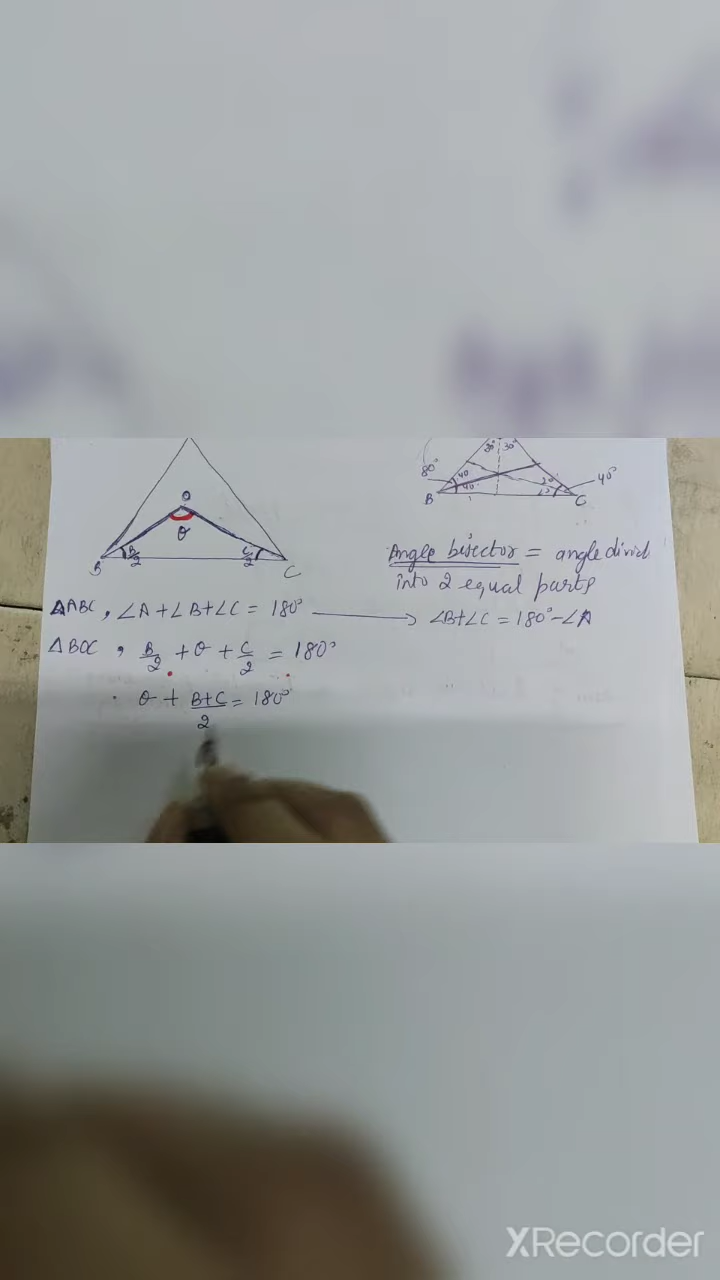 30° 30°
80° 40 40° 2° 40°
B C
O
θ
B/2 C/2
B C
Angle bisector = angle divid
into 2 equal parts
ΔABC, ∠A+∠B+∠C = 180° → ∠B+∠C = 180°-∠A
ΔBOC, B/2 + θ + C/2 = 180°
θ + B+C/2 = 180°
XRecorder